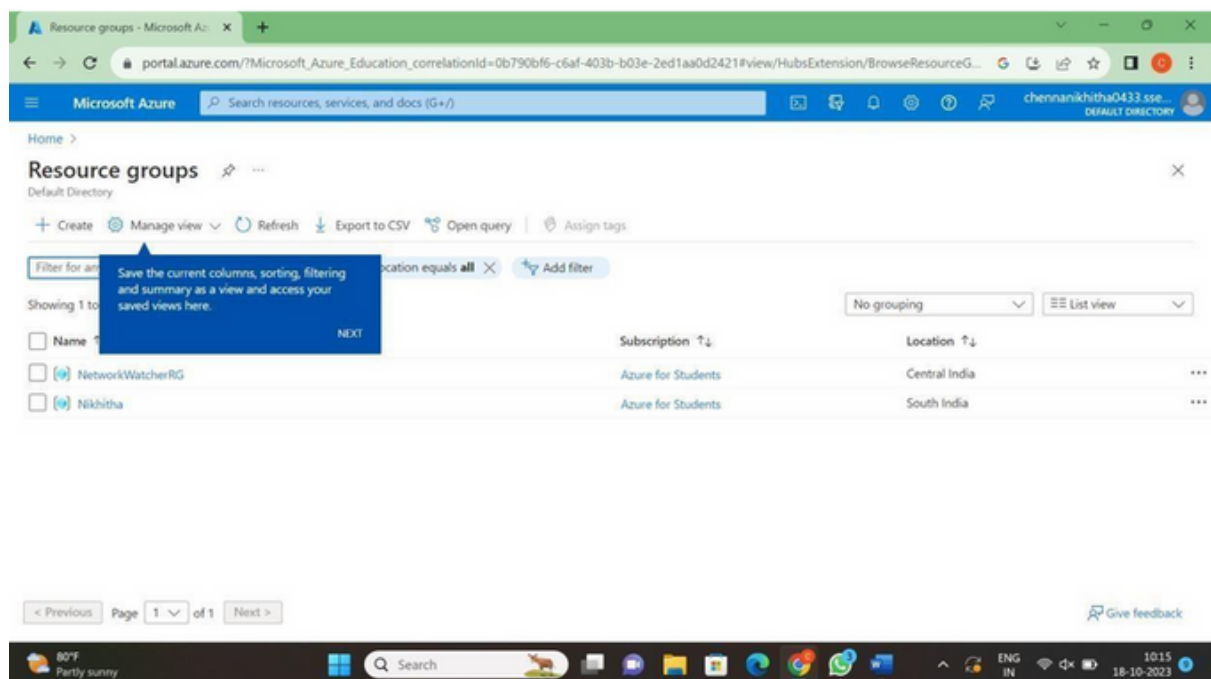 Resource groups - Microsoft Az
portal.azure.com/?Microsoft_Azure_Education_correlationId=0b790bf6-c6af-403b-b03e-2ed1aa0d2421#view/HubsExtension/BrowseResourceG...
Microsoft Azure Search resources, services, and docs (G+/) chennanikhitha0433.sse...
DEFAULT DIRECTORY
Home >
Resource groups ...
Default Directory
+ Create Manage view Refresh Export to CSV Open query Assign tags
Filter for an ocation equals all Add filter
Save the current columns, sorting, filtering
and summary as a view and access your
saved views here.
NEXT
Showing 1 to No grouping List view
Name Subscription Location
NetworkWatcherRG Azure for Students Central India
Nikhitha Azure for Students South India
< Previous Page 1 of 1 Next > Give feedback
80°F
Partly sunny
Search
ENG
IN
10:15
18-10-2023